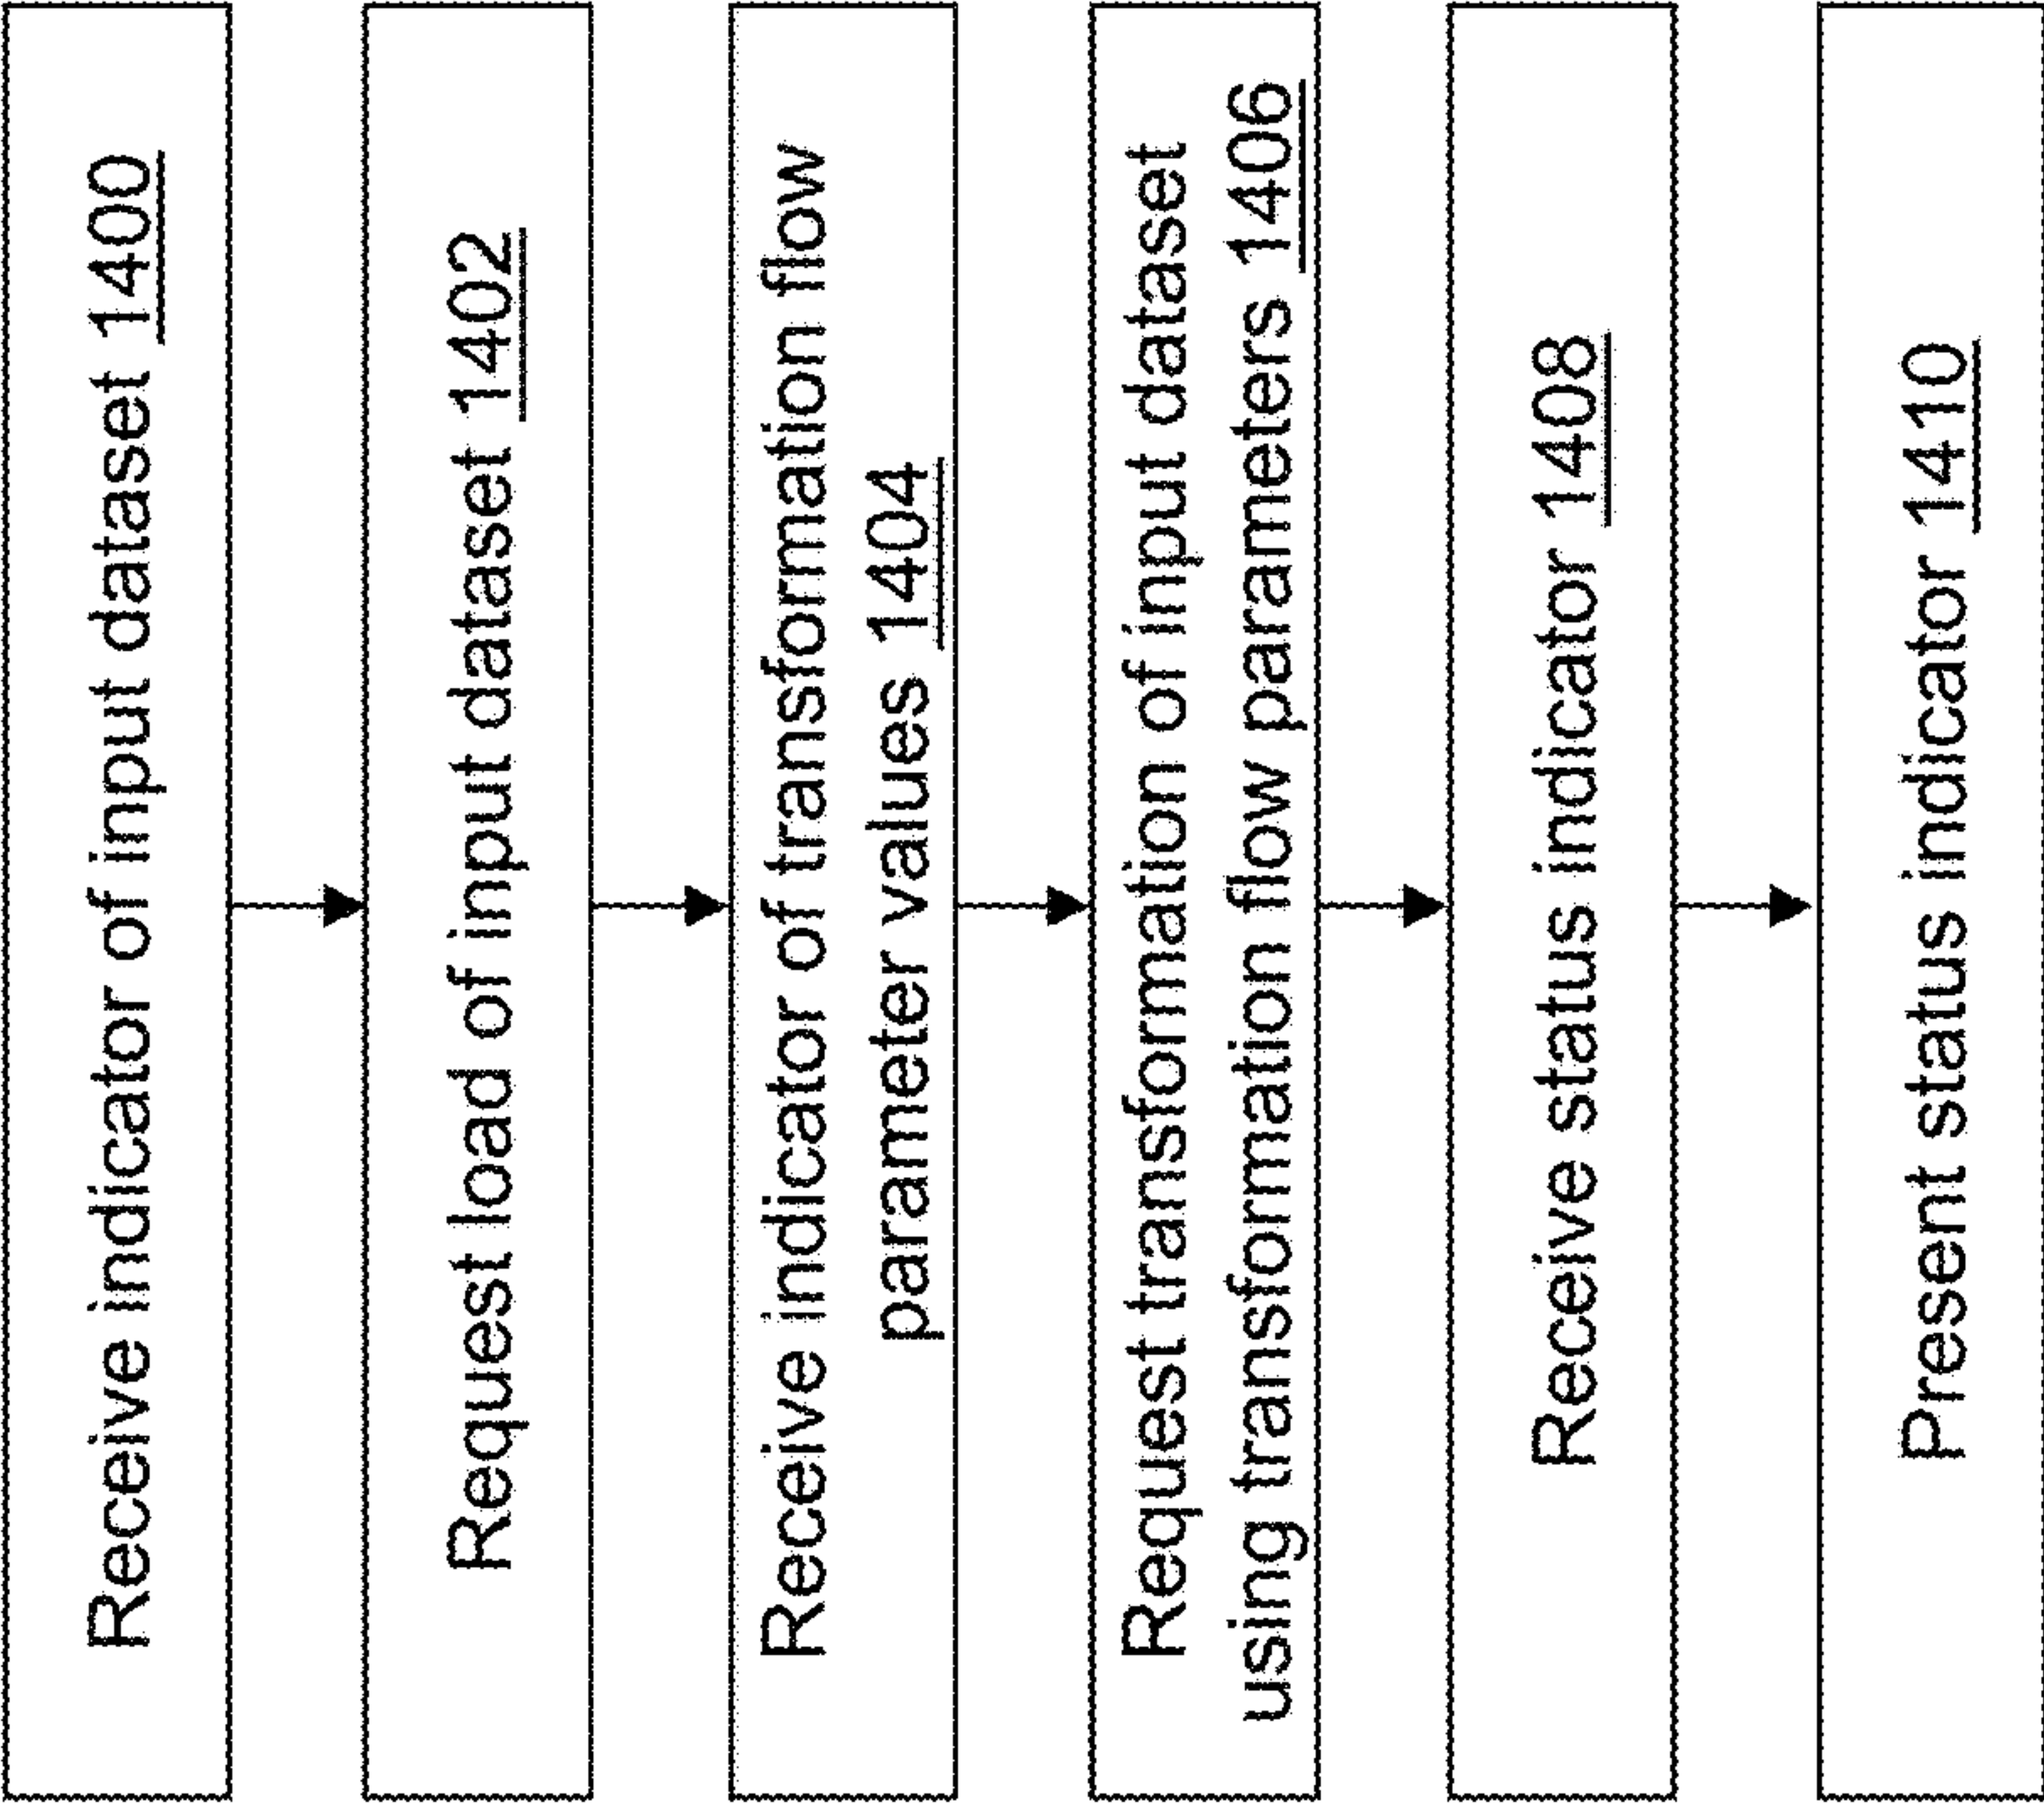 Receive indicator of input dataset 1400
Request load of input dataset 1402
Receive indicator of transformation flow
parameter values 1404
Request transformation of input dataset
using transformation flow parameters 1406
Receive status indicator 1408
Present status indicator 1410